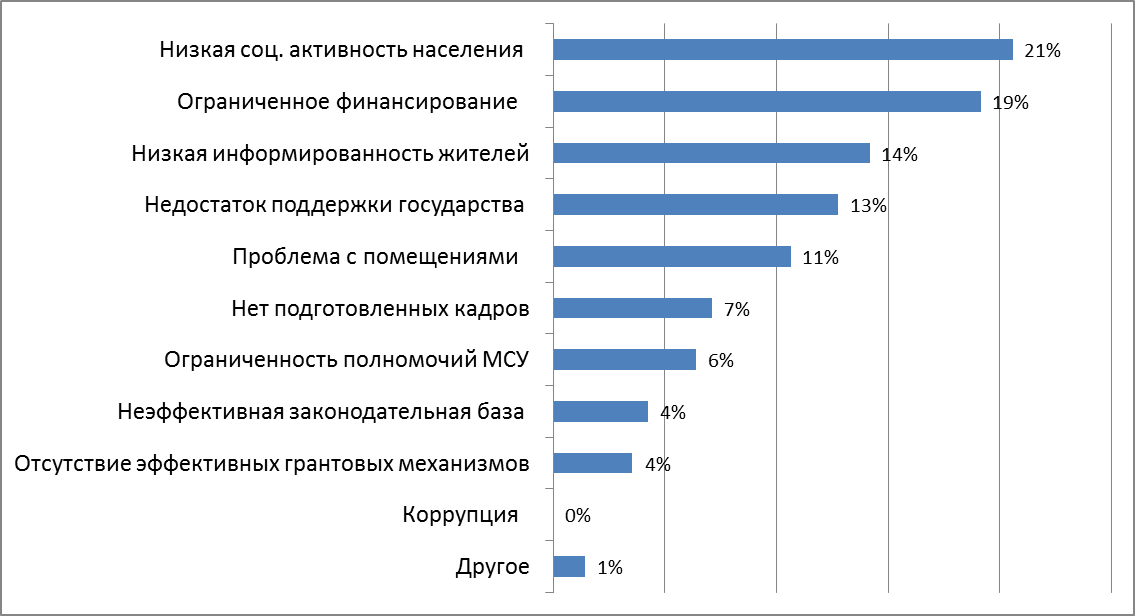 Низкая соц. активность населения 21%
Ограниченное финансирование 19%
Низкая информированность жителей 14%
Недостаток поддержки государства 13%
Проблема с помещениями 11%
Нет подготовленных кадров 7%
Ограниченность полномочий МСУ 6%
Неэффективная законодательная база 4%
Отсутствие эффективных грантовых механизмов 4%
Коррупция 0%
Другое 1%